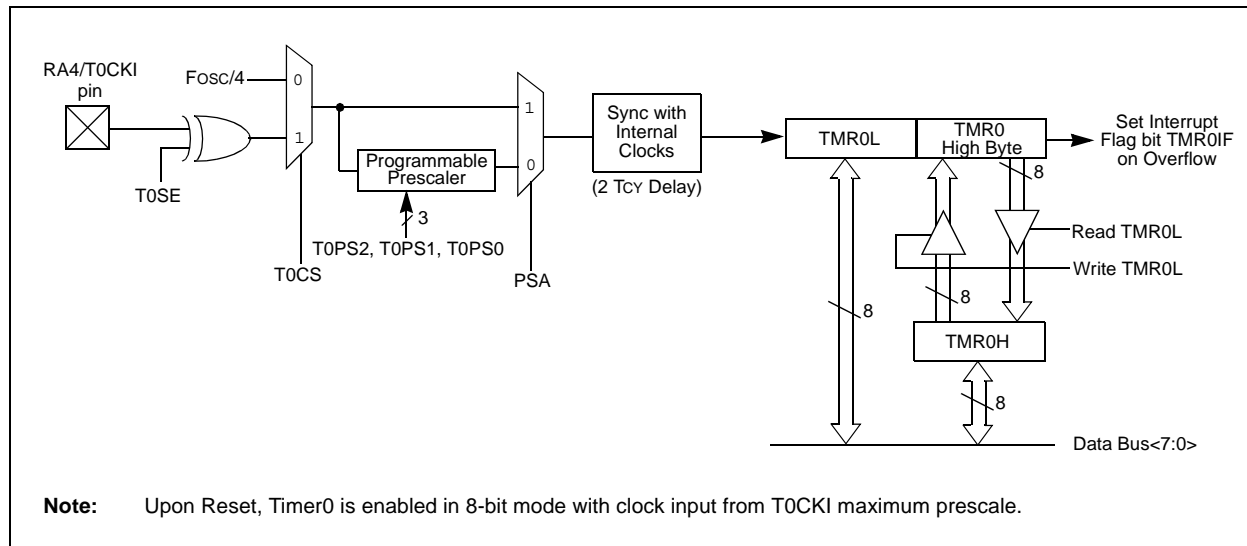 RA4/T0CKI
pin
FOSC/4
0
1
T0SE
T0CS
Programmable
Prescaler
3
T0PS2, T0PS1, T0PS0
1
0
PSA
Sync with
Internal
Clocks
(2 TCY Delay)
TMR0L
TMR0
High Byte
Set Interrupt
Flag bit TMR0IF
on Overflow
8
Read TMR0L
Write TMR0L
8
8
TMR0H
8
Data Bus<7:0>
Note: Upon Reset, Timer0 is enabled in 8-bit mode with clock input from T0CKI maximum prescale.